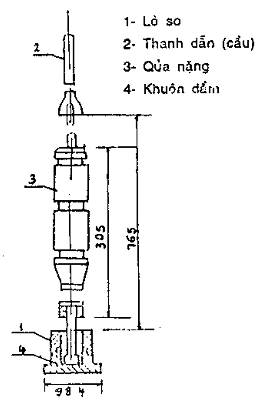 1- Lò so
2- Thanh dẫn (cầu)
3- Qủa nặng
4- Khuôn đầm
2
3
305
765
1
4
98 4